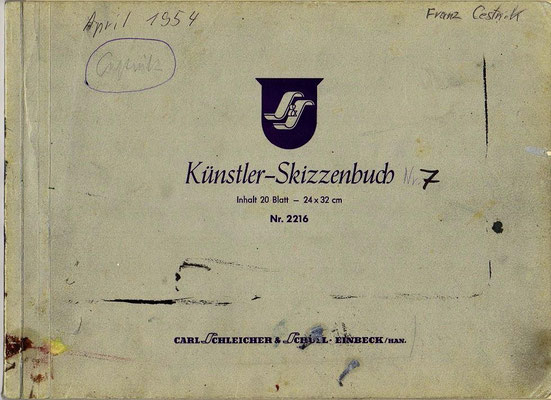 April 1954
Franz Cestnik
S&S
Künstler-Skizzenbuch Nr. 7
Inhalt 20 Blatt – 24 x 32 cm
Nr. 2216
CARL SCHLEICHER & SCHÜLL · EINBECK/HAN.